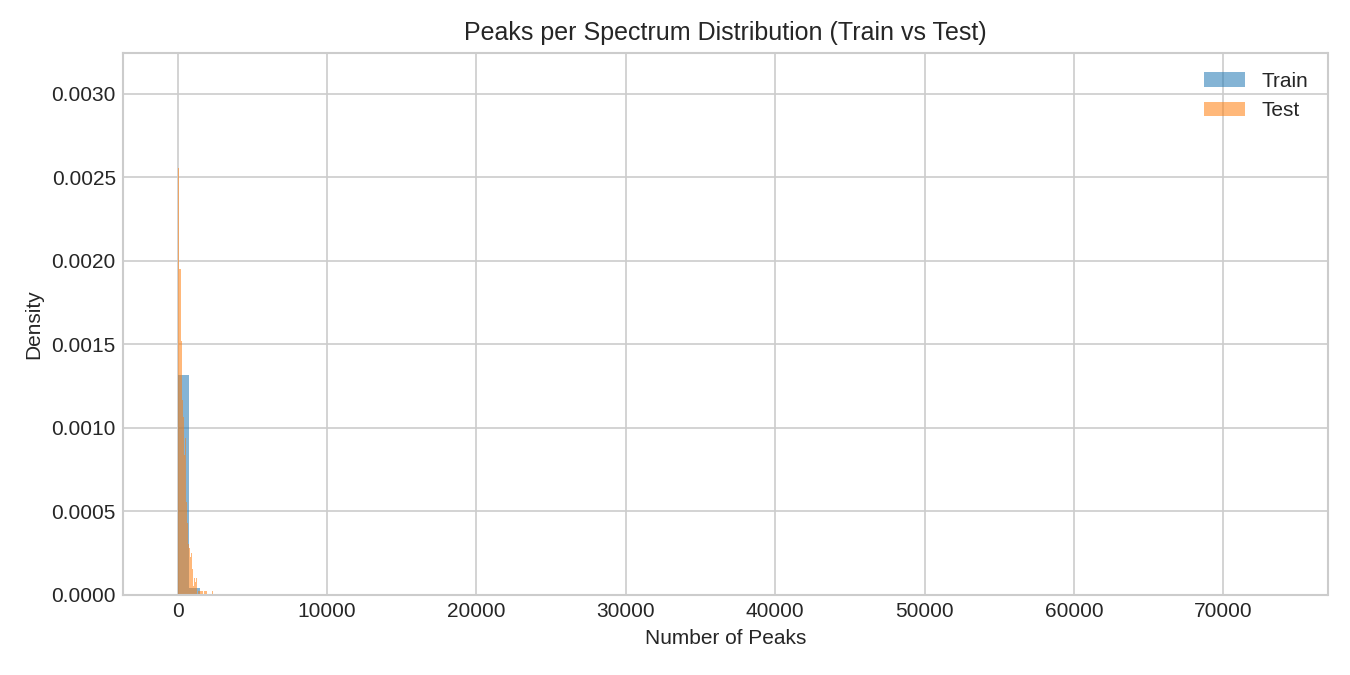 Peaks per Spectrum Distribution (Train vs Test)
Train
Test
Density
0.0030
0.0025
0.0020
0.0015
0.0010
0.0005
0.0000
0 10000 20000 30000 40000 50000 60000 70000
Number of Peaks